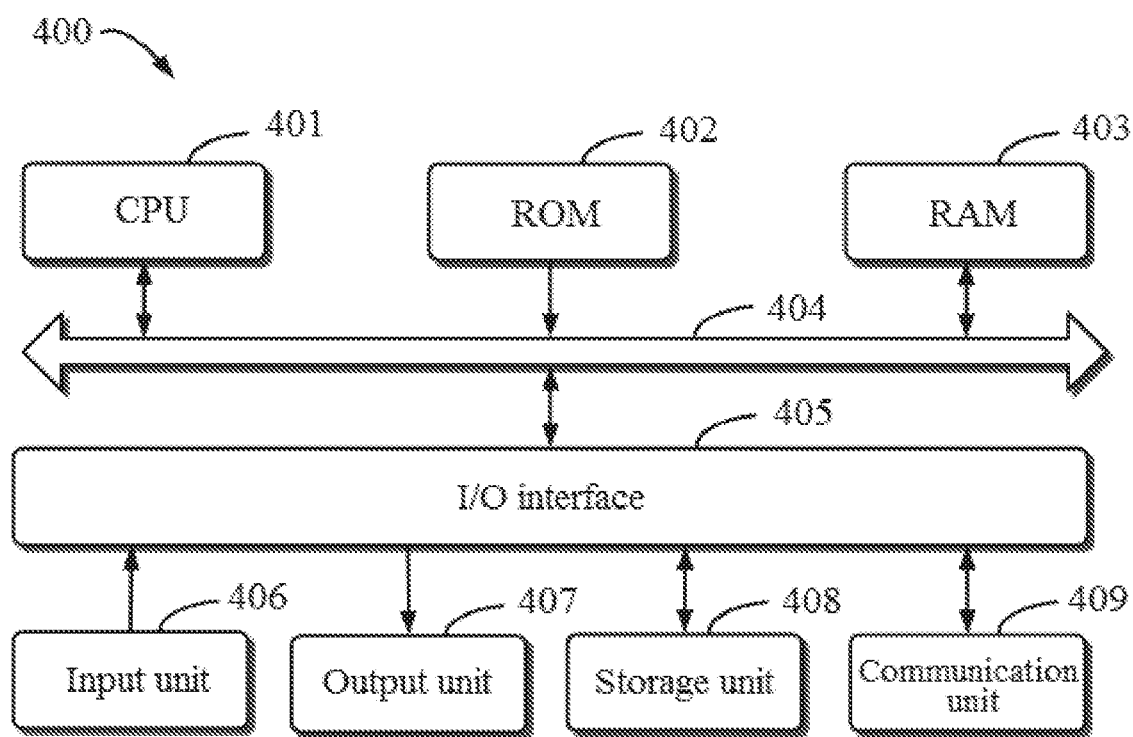 400
401
402
403
CPU
ROM
RAM
404
405
I/O interface
406
407
408
409
Input unit
Output unit
Storage unit
Communication
unit